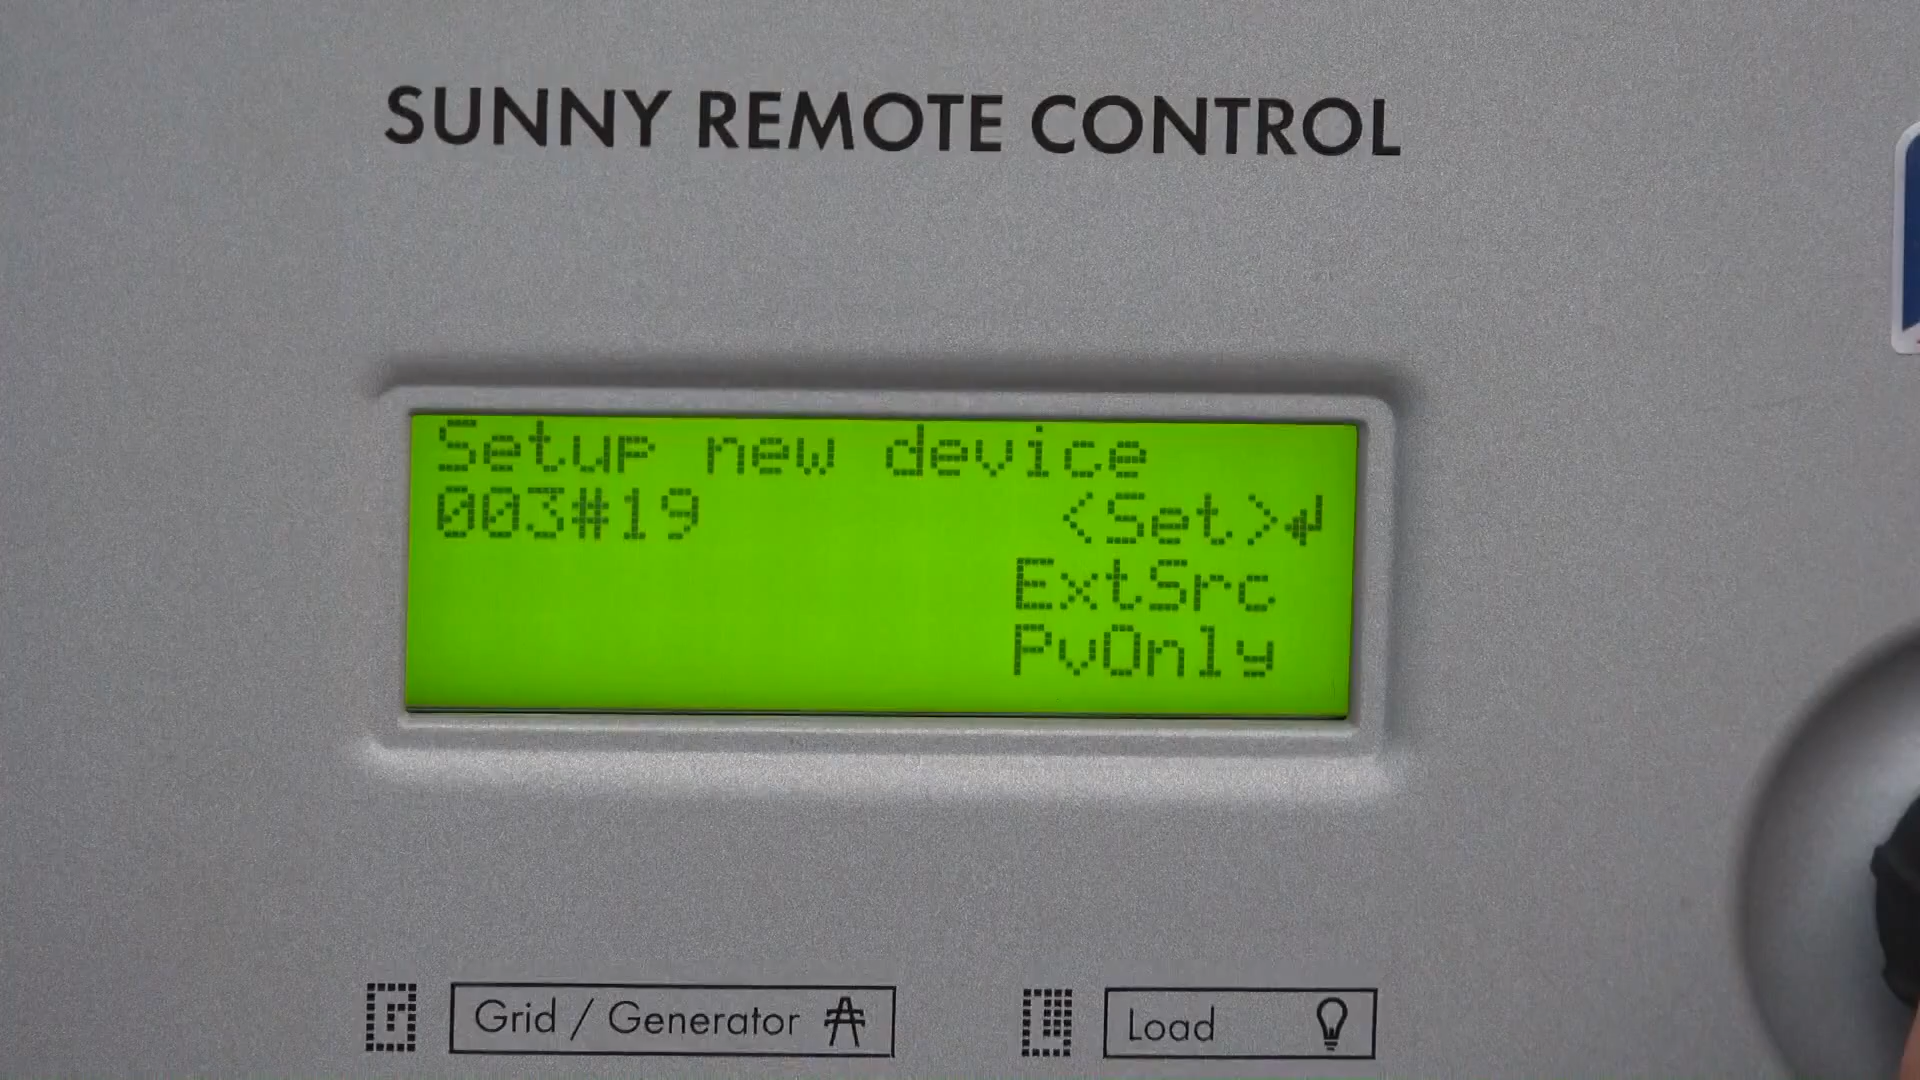 SUNNY REMOTE CONTROL
Setup new device
003#19 <Set>↵
ExtSrc
PvOnly
Grid / Generator
Load